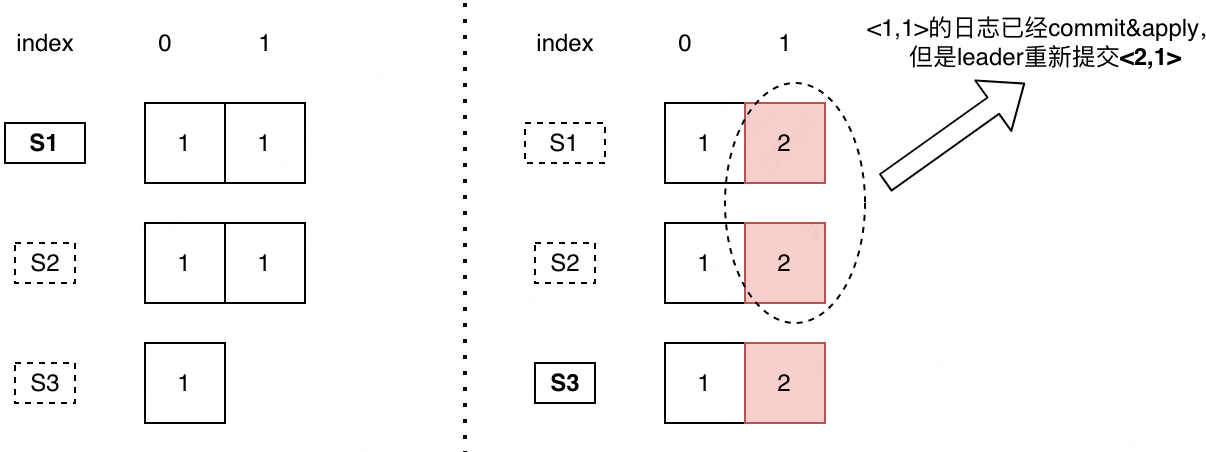 index 0 1
S1 1 1
S2 1 1
S3 1
index 0 1
<1,1>的日志已经commit&apply,
但是leader重新提交<2,1>
S1 1 2
S2 1 2
S3 1 2